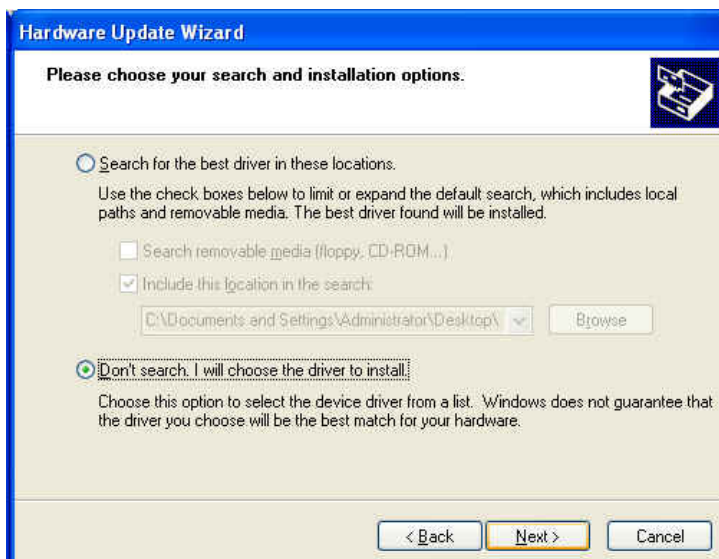 Hardware Update Wizard
Please choose your search and installation options.
Search for the best driver in these locations.
Use the check boxes below to limit or expand the default search, which includes local
paths and removable media. The best driver found will be installed.
Search removable media (floppy, CD-ROM...)
Include this location in the search:
C:\Documents and Settings\Administrator\Desktop\
Browse
Don't search. I will choose the driver to install.
Choose this option to select the device driver from a list.  Windows does not guarantee that
the driver you choose will be the best match for your hardware.
< Back
Next >
Cancel